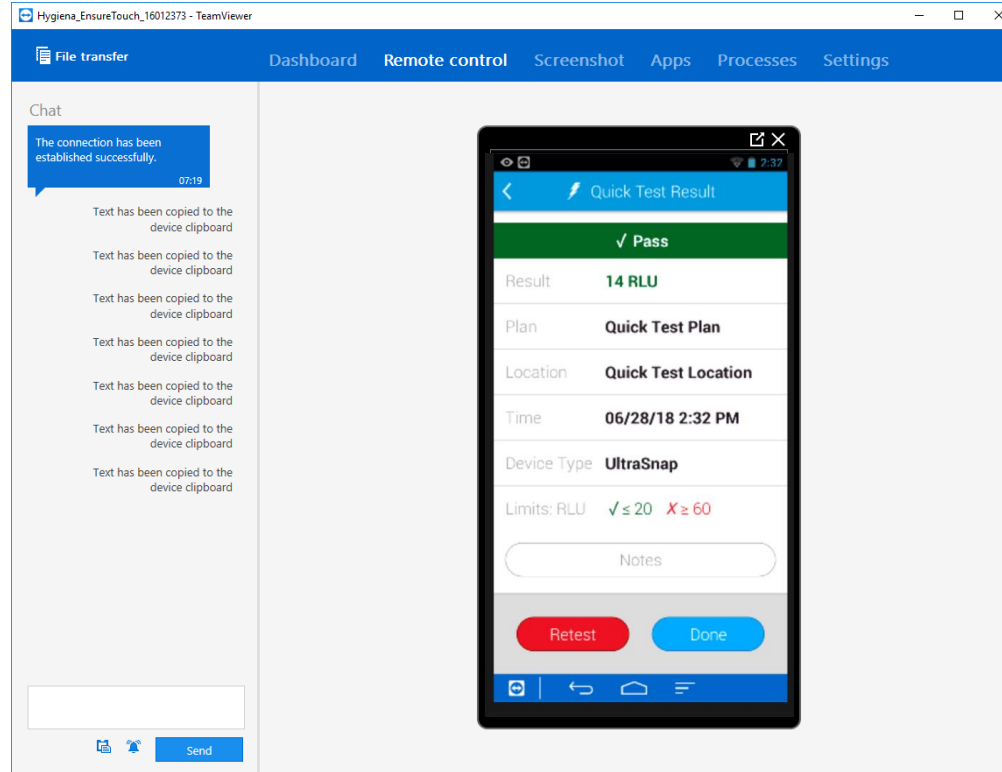 Hygiena_EnsureTouch_16012373 - TeamViewer
File transfer
Dashboard Remote control Screenshot Apps Processes Settings
Chat
The connection has been
established successfully.
07:19
Text has been copied to the
device clipboard
Text has been copied to the
device clipboard
Text has been copied to the
device clipboard
Text has been copied to the
device clipboard
Text has been copied to the
device clipboard
Text has been copied to the
device clipboard
Text has been copied to the
device clipboard
Send
2:32
Quick Test Result
√ Pass
Result 14 RLU
Plan Quick Test Plan
Location Quick Test Location
Time 06/28/18 2:32 PM
Device Type UltraSnap
Limits: RLU √ ≤ 20 X ≥ 60
Notes
Retest Done